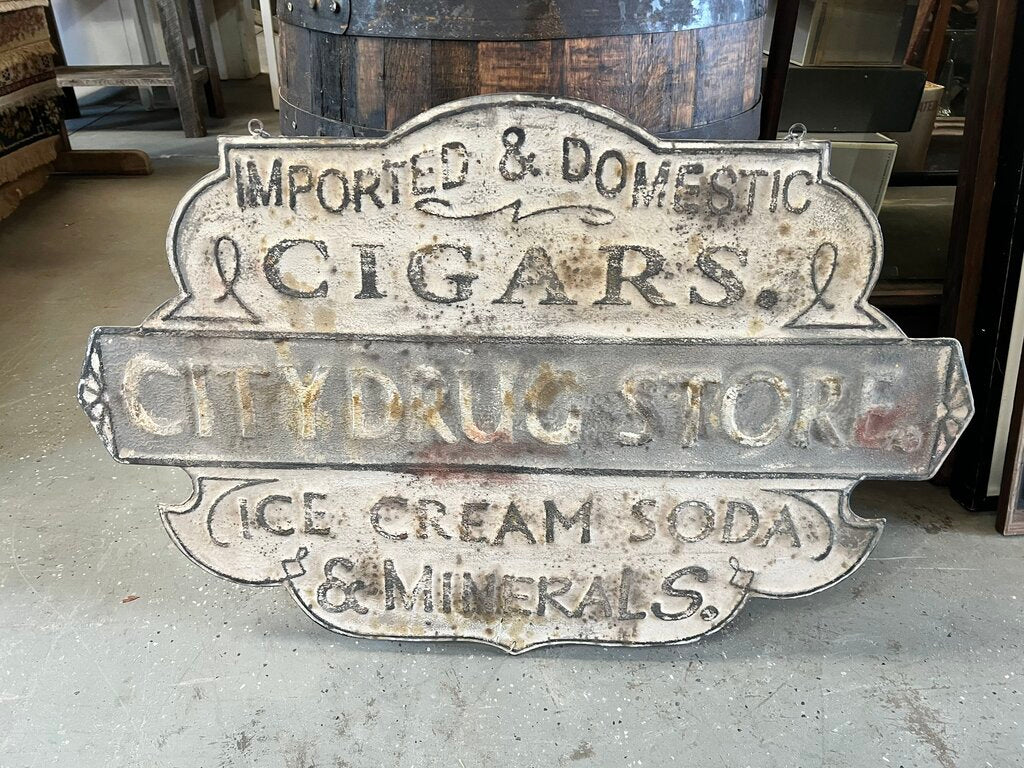 IMPORTED & DOMESTIC
CIGARS.
CITY DRUG STORE.
ICE CREAM SODA
& MINERALS.